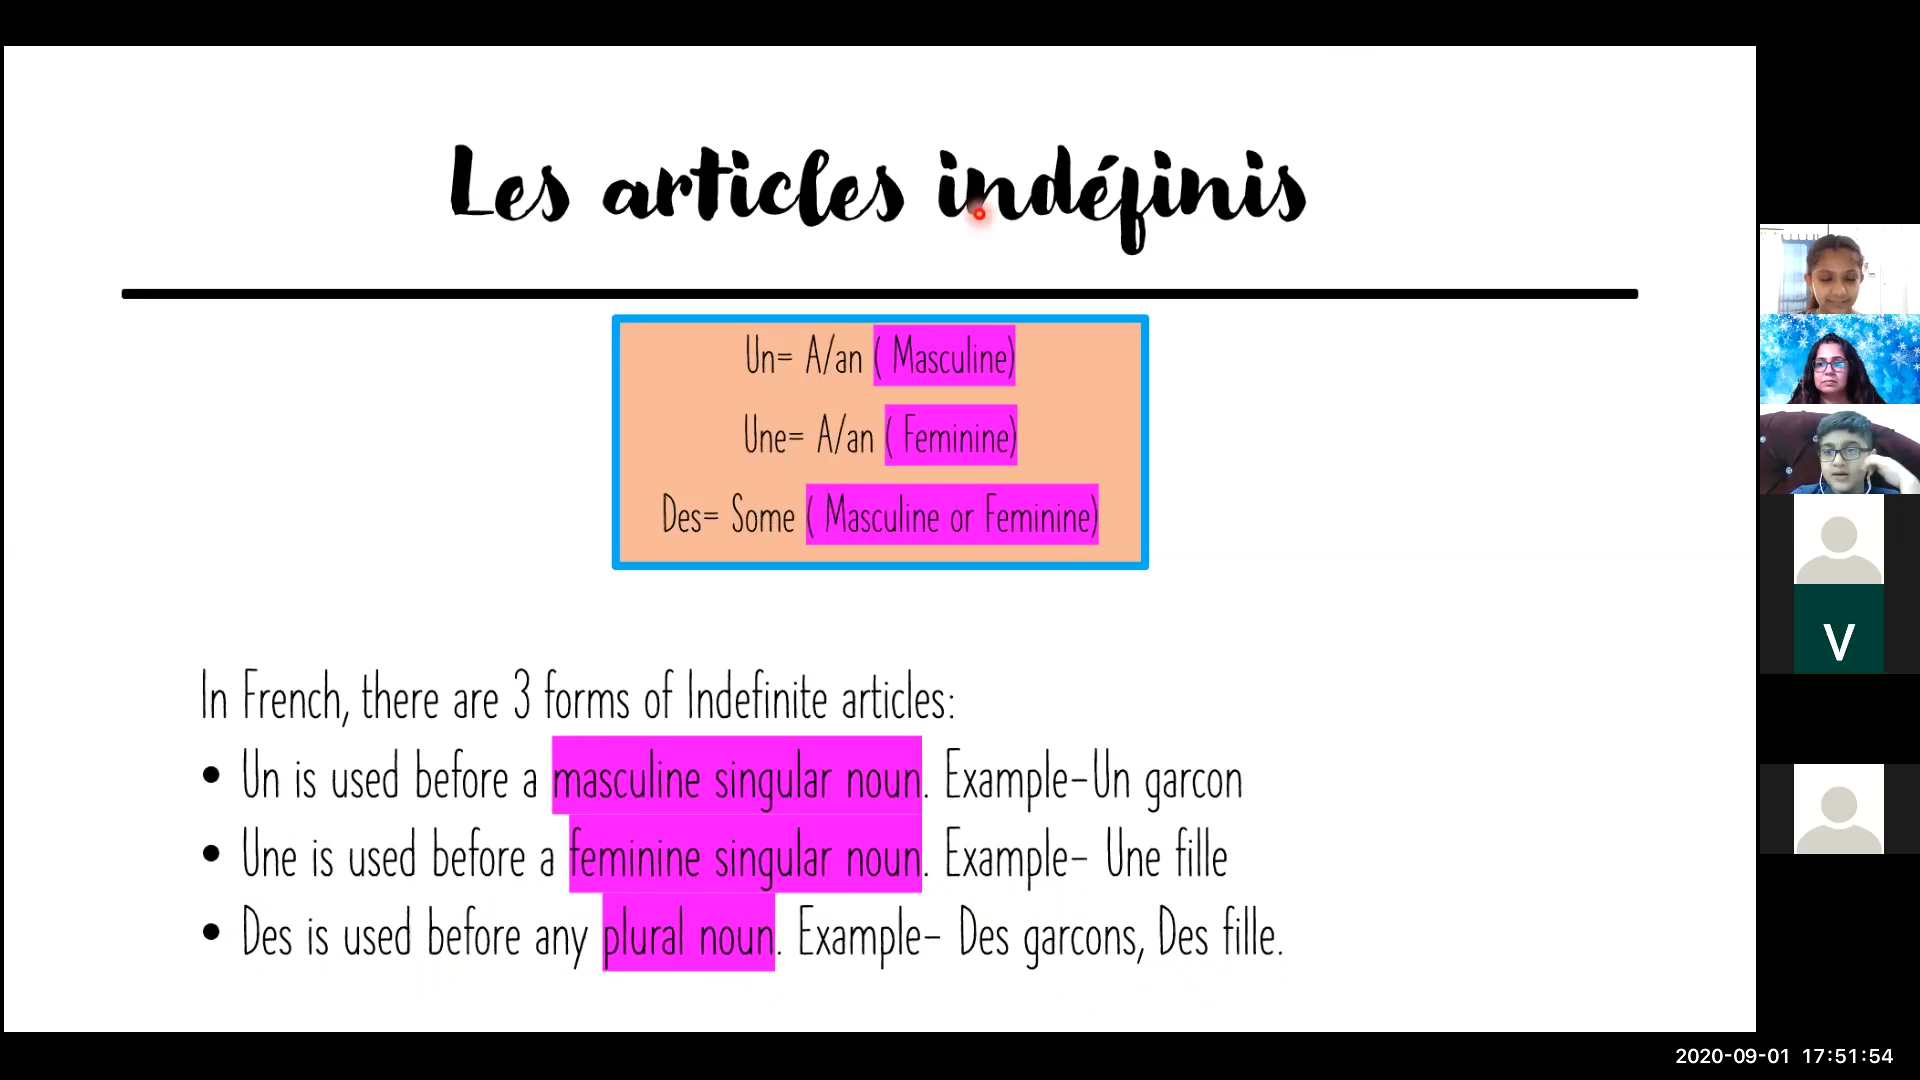 Les articles indéfinis
Un= A/an ( Masculine)
Une= A/an ( Feminine)
Des= Some ( Masculine or Feminine)
In French, there are 3 forms of Indefinite articles:
• Un is used before a masculine singular noun. Example-Un garcon
• Une is used before a feminine singular noun. Example- Une fille
• Des is used before any plural noun. Example- Des garcons, Des fille.
V
2020-09-01 17:51:54